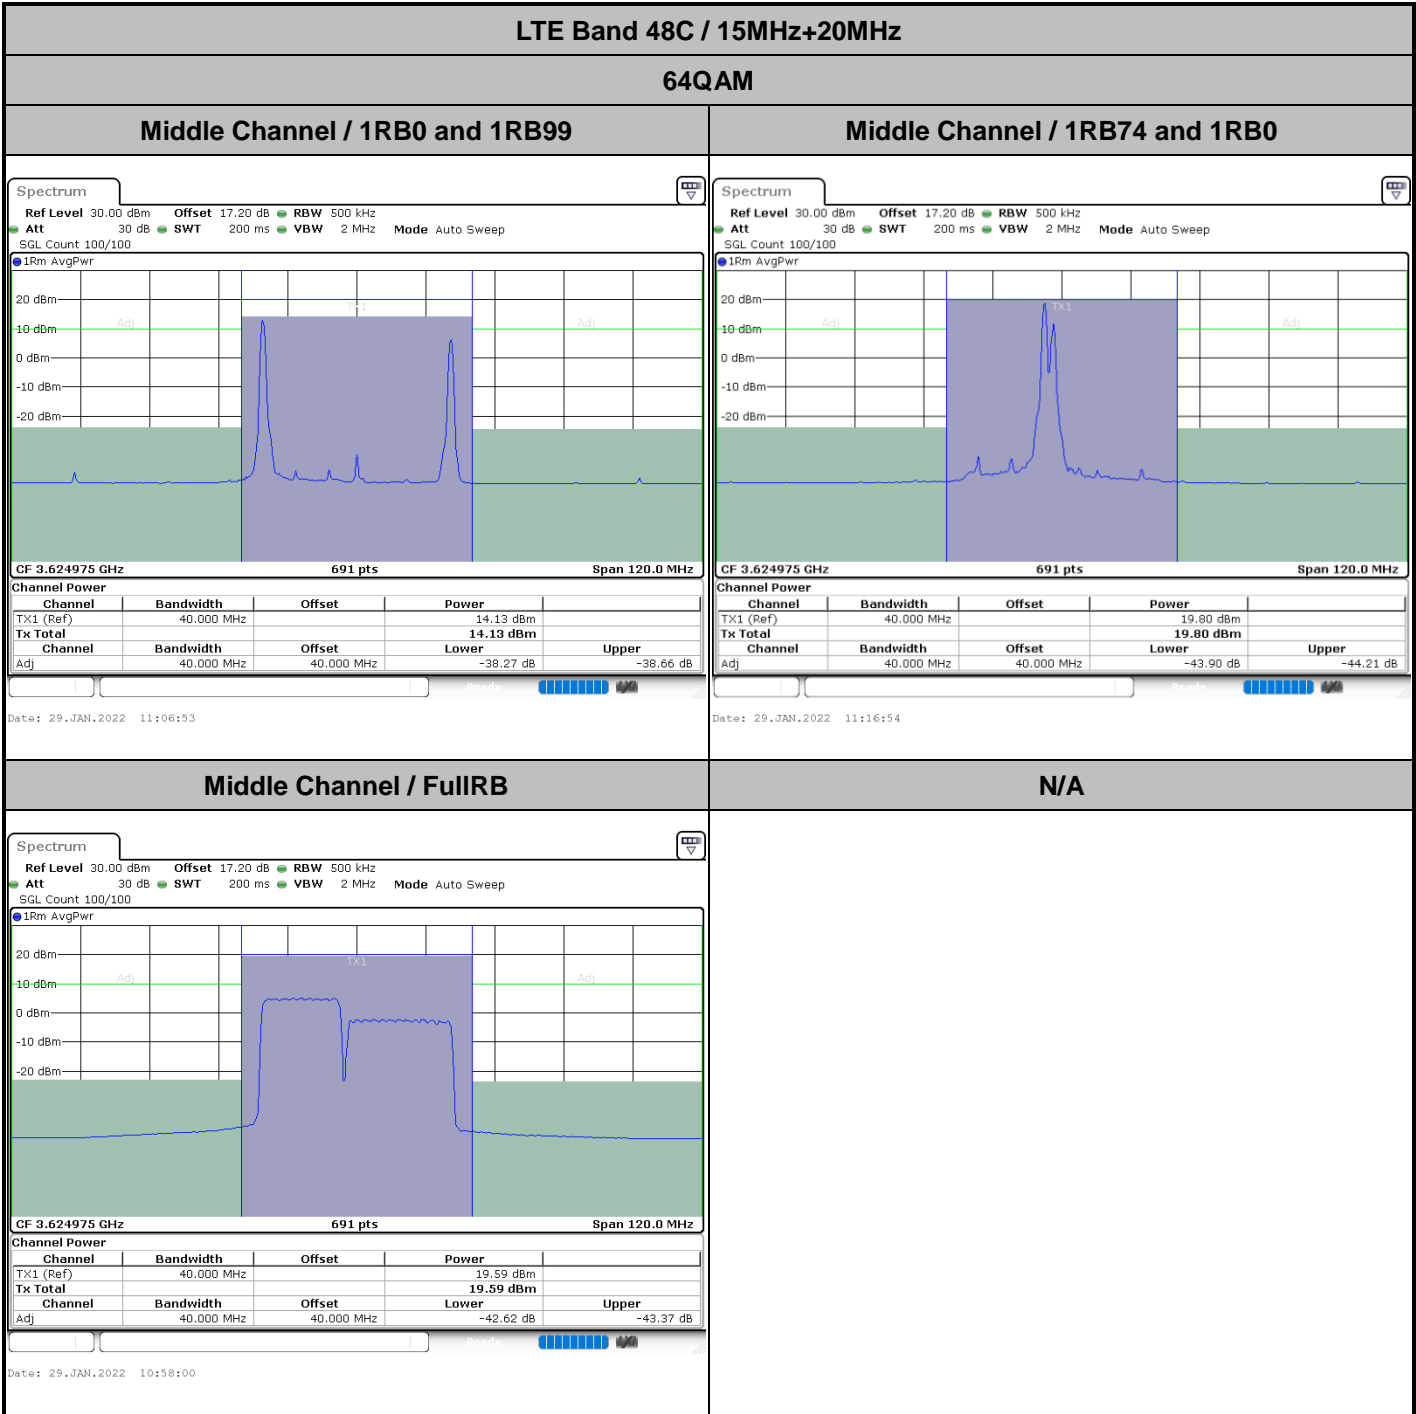 LTE Band 48C / 15MHz+20MHz
64QAM
Middle Channel / 1RB0 and 1RB99
Middle Channel / 1RB74 and 1RB0
Spectrum
Ref Level 30.00 dBm Offset 17.20 dB RBW 500 kHz
Att 30 dB SWT 200 ms VBW 2 MHz Mode Auto Sweep
SGL Count 100/100
1Rm AvgPwr
TX1
20 dBm
Adj Adj
10 dBm
0 dBm
-10 dBm
-20 dBm
CF 3.624975 GHz 691 pts Span 120.0 MHz
Channel Power
Channel Bandwidth Offset Power
TX1 (Ref) 40.000 MHz 14.13 dBm
Tx Total 14.13 dBm
Channel Bandwidth Offset Lower Upper
Adj 40.000 MHz 40.000 MHz -38.27 dB -38.66 dB
Ready
Date: 29.JAN.2022 11:06:53
Spectrum
Ref Level 30.00 dBm Offset 17.20 dB RBW 500 kHz
Att 30 dB SWT 200 ms VBW 2 MHz Mode Auto Sweep
SGL Count 100/100
1Rm AvgPwr
TX1
20 dBm
Adj Adj
10 dBm
0 dBm
-10 dBm
-20 dBm
CF 3.624975 GHz 691 pts Span 120.0 MHz
Channel Power
Channel Bandwidth Offset Power
TX1 (Ref) 40.000 MHz 19.80 dBm
Tx Total 19.80 dBm
Channel Bandwidth Offset Lower Upper
Adj 40.000 MHz 40.000 MHz -43.90 dB -44.21 dB
Ready
Date: 29.JAN.2022 11:16:54
Middle Channel / FullRB
N/A
Spectrum
Ref Level 30.00 dBm Offset 17.20 dB RBW 500 kHz
Att 30 dB SWT 200 ms VBW 2 MHz Mode Auto Sweep
SGL Count 100/100
1Rm AvgPwr
20 dBm
TX1
Adj Adj
10 dBm
0 dBm
-10 dBm
-20 dBm
CF 3.624975 GHz 691 pts Span 120.0 MHz
Channel Power
Channel Bandwidth Offset Power
TX1 (Ref) 40.000 MHz 19.59 dBm
Tx Total 19.59 dBm
Channel Bandwidth Offset Lower Upper
Adj 40.000 MHz 40.000 MHz -42.62 dB -43.37 dB
Ready
Date: 29.JAN.2022 10:58:00